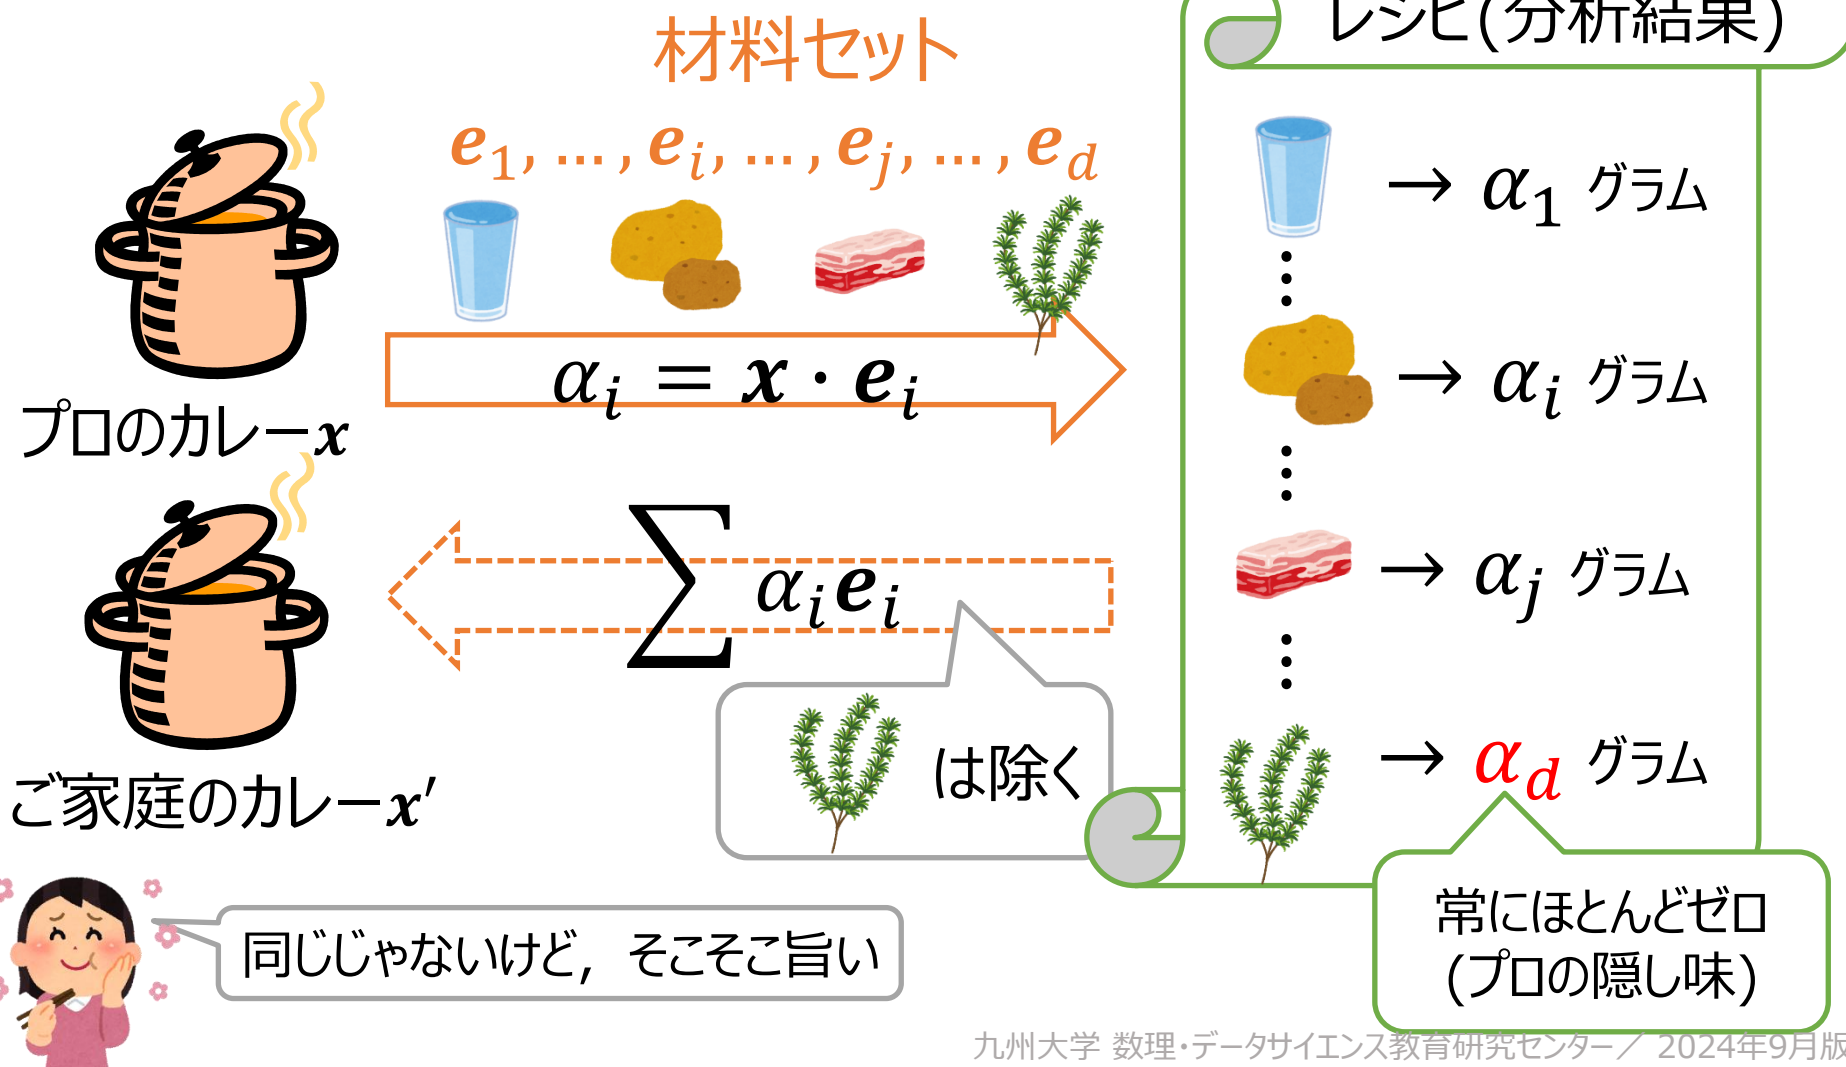 レシピ(分析結果)
材料セット
e₁, … , eᵢ, … , eⱼ, … , e_d
→ α₁ グラム
αᵢ = x · eᵢ
→ αᵢ グラム
プロのカレーx
∑ αᵢeᵢ
→ αⱼ グラム
は除く
→ α_d グラム
ご家庭のカレーx′
常にほとんどゼロ
(プロの隠し味)
同じじゃないけど，そこそこ旨い
九州大学 数理・データサイエンス教育研究センター／ 2024年9月版